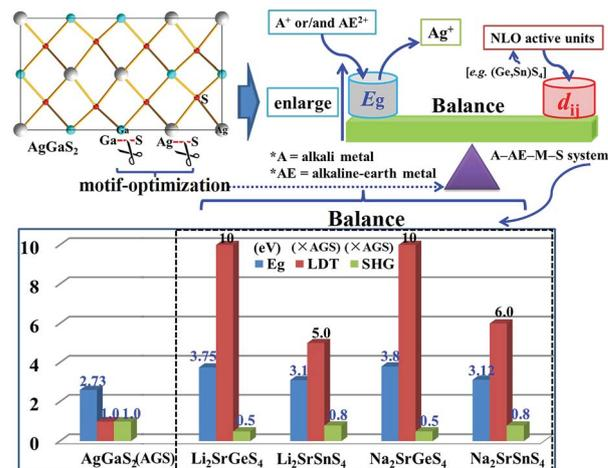 A⁺ or/and AE²⁺
Ag⁺
NLO active units
[e.g. (Ge,Sn)S₄]
enlarge
Eg
Balance
dij
S
Ga
Ag
AgGaS₂
Ga---S
Ag---S
motif-optimization
*A = alkali metal
*AE = alkaline-earth metal
A–AE–M–S system
Balance
(eV) (×AGS) (×AGS)
Eg LDT SHG
10
8
6
4
2
0
2.73
1.0
1.0
3.75
10
0.5
3.1
5.0
0.8
3.8
10
0.5
3.12
6.0
0.8
AgGaS₂(AGS) Li₂SrGeS₄ Li₂SrSnS₄ Na₂SrGeS₄ Na₂SrSnS₄